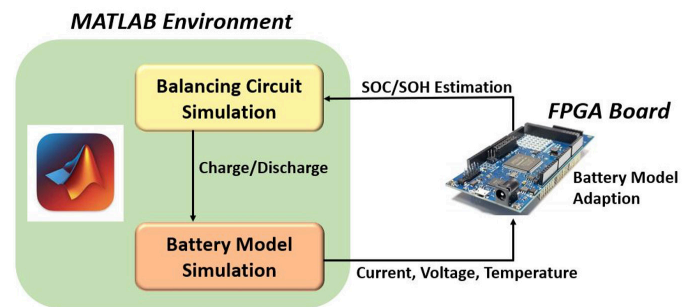 MATLAB Environment
Balancing Circuit
Simulation
SOC/SOH Estimation
FPGA Board
Charge/Discharge
Battery Model
Adaption
Battery Model
Simulation
Current, Voltage, Temperature